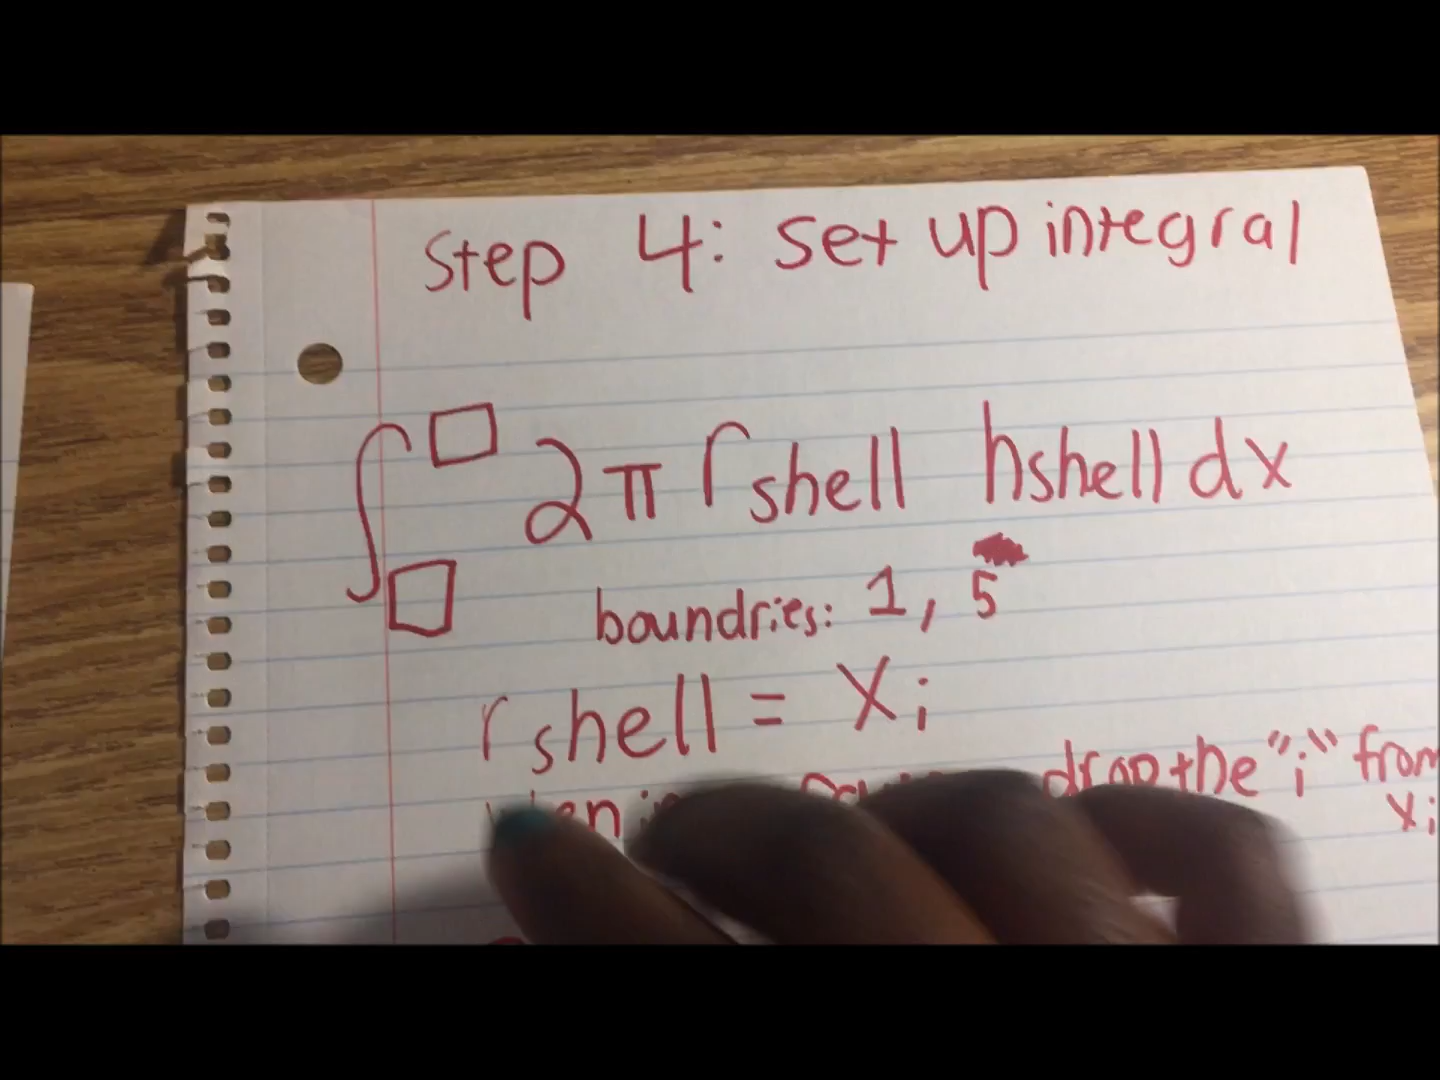 Step 4: set up integral
∫ □ □ 2π rshell hshell dx
boundries: 1, 5
rshell = Xi
drop the "i" from
xi